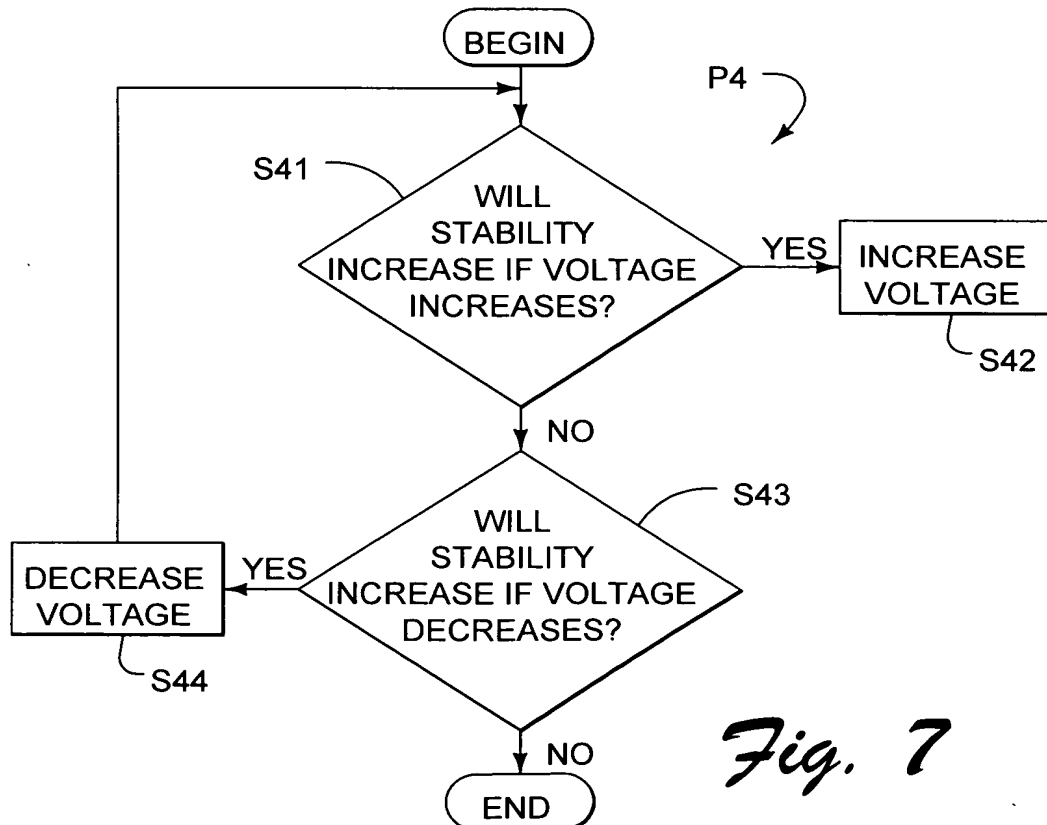 BEGIN
P4
S41
WILL
STABILITY
INCREASE IF VOLTAGE
INCREASES?
YES
INCREASE
VOLTAGE
S42
NO
S43
WILL
STABILITY
INCREASE IF VOLTAGE
DECREASES?
YES
DECREASE
VOLTAGE
S44
NO
END
Fig. 7